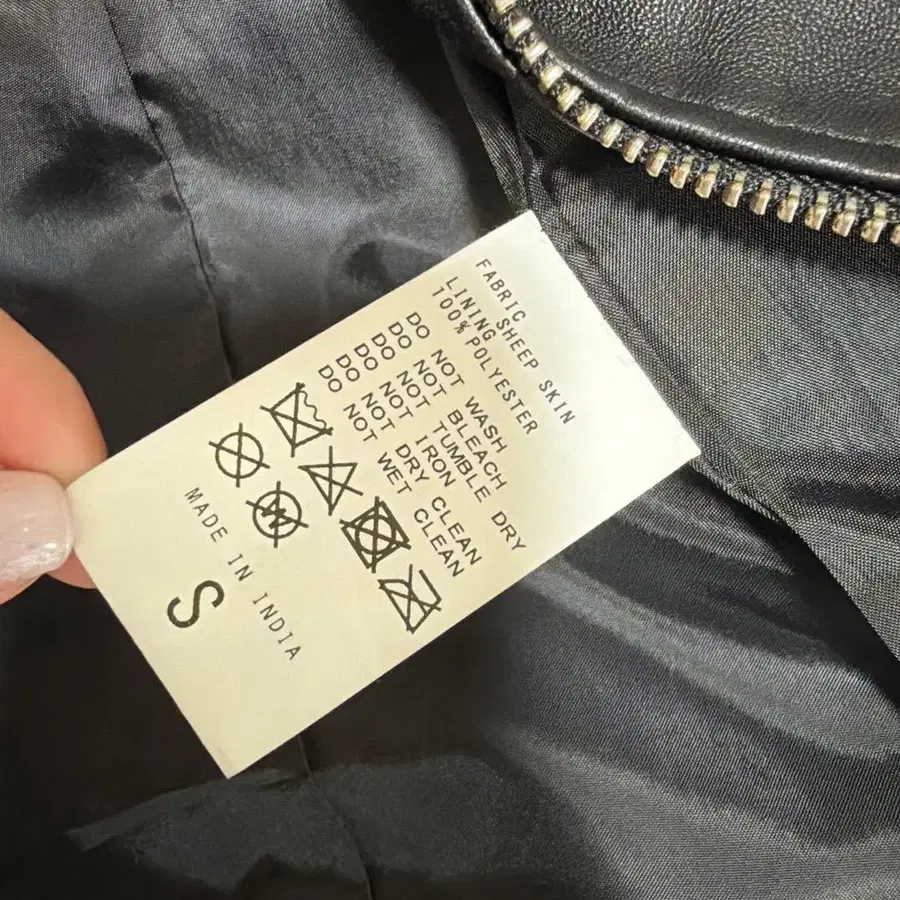 FABRIC
SHEEP SKIN
LINING
100% POLYESTER
DO NOT WASH
DO NOT BLEACH
DO NOT TUMBLE DRY
DO NOT IRON
DO NOT DRY CLEAN
DO NOT WET CLEAN
W
MADE IN INDIA
S